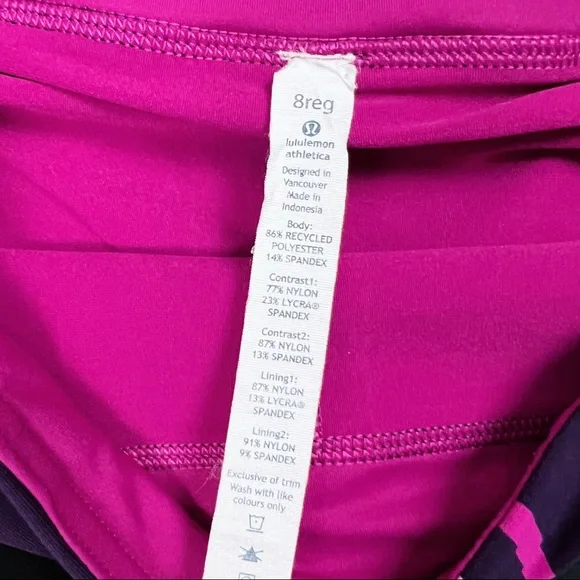 8reg
lululemon
athletica
Designed in
Vancouver
Made in
Indonesia
Body:
86% RECYCLED
POLYESTER
14% SPANDEX
Contrast1:
77% NYLON
23% LYCRA®
SPANDEX
Contrast2:
87% NYLON
13% SPANDEX
Lining1:
87% NYLON
13% LYCRA®
SPANDEX
Lining2:
91% NYLON
9% SPANDEX
Exclusive of trim
Wash with like
colours only